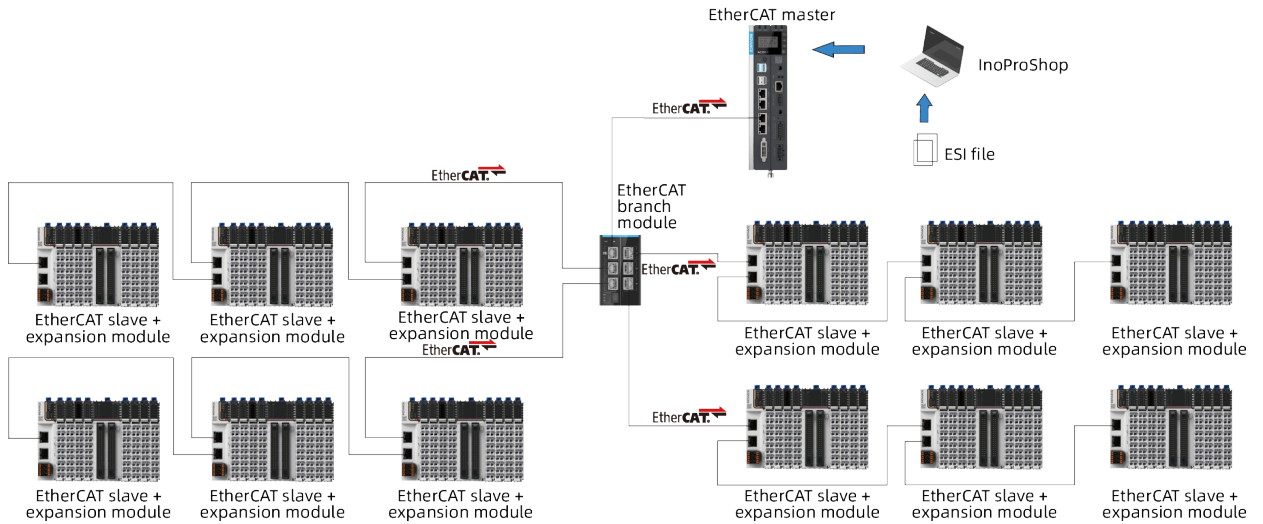 EtherCAT master
InoProShop
EtherCAT.
ESI file
EtherCAT.
EtherCAT
branch
module
EtherCAT.
EtherCAT slave +
expansion module
EtherCAT slave +
expansion module
EtherCAT slave +
expansion module
EtherCAT slave +
expansion module
EtherCAT slave +
expansion module
EtherCAT slave +
expansion module
EtherCAT.
EtherCAT.
EtherCAT slave +
expansion module
EtherCAT slave +
expansion module
EtherCAT slave +
expansion module
EtherCAT slave +
expansion module
EtherCAT slave +
expansion module
EtherCAT slave +
expansion module